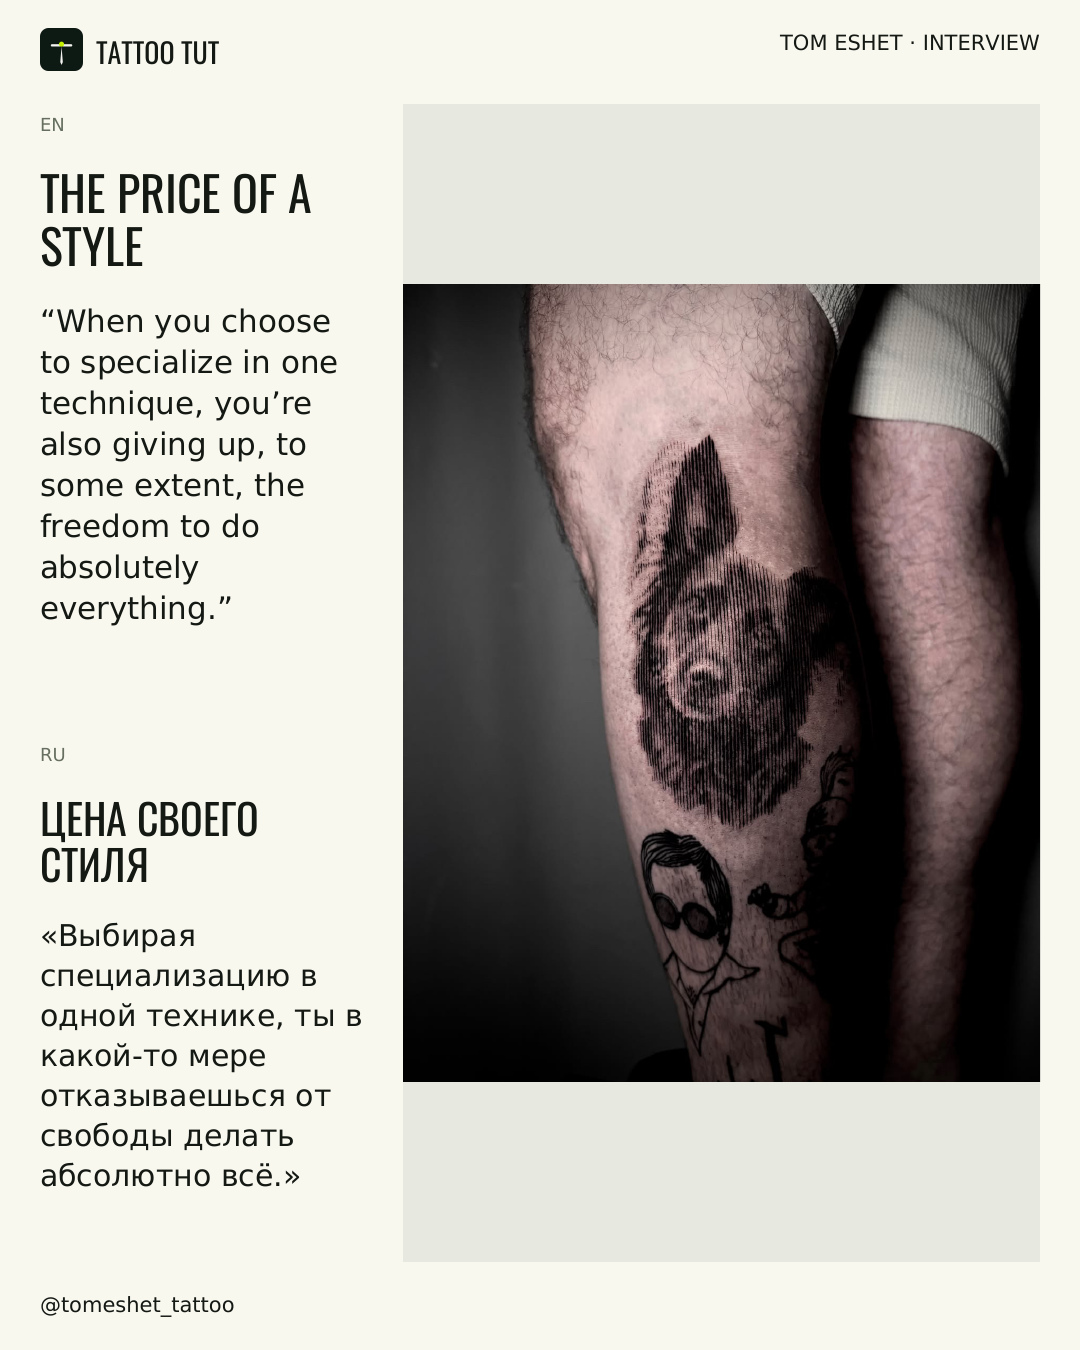 TATTOO TUT
TOM ESHET · INTERVIEW
EN
THE PRICE OF A
STYLE
“When you choose
to specialize in one
technique, you’re
also giving up, to
some extent, the
freedom to do
absolutely
everything.”
RU
ЦЕНА СВОЕГО
СТИЛЯ
«Выбирая
специализацию в
одной технике, ты в
какой-то мере
отказываешься от
свободы делать
абсолютно всё.»
@tomeshet_tattoo